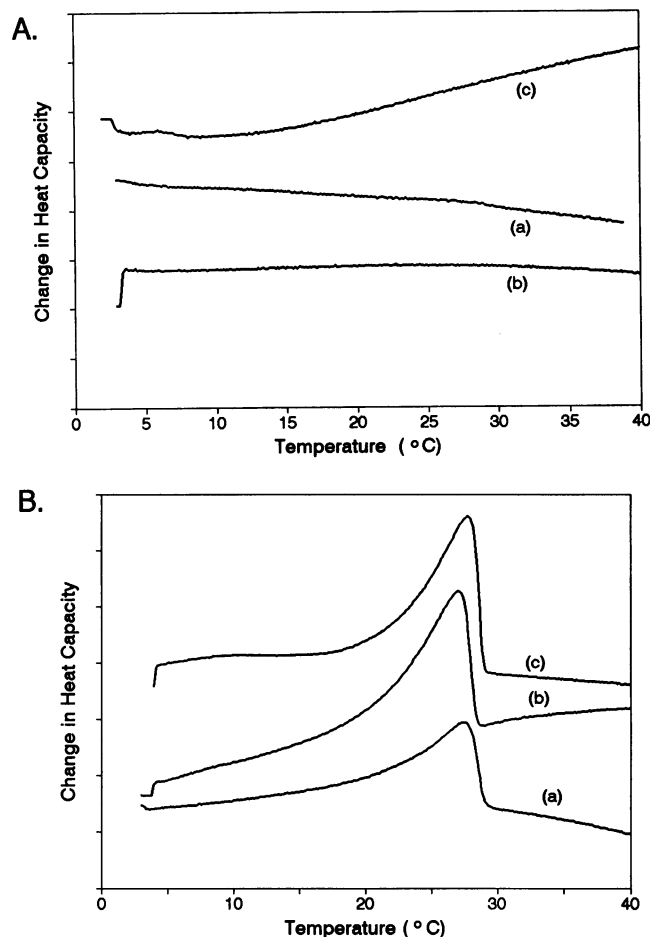 A.
Change in Heat Capacity
(c)
(a)
(b)
0 5 10 15 20 25 30 35 40
Temperature ( °C)
B.
Change in Heat Capacity
(c)
(b)
(a)
0 10 20 30 40
Temperature ( °C)